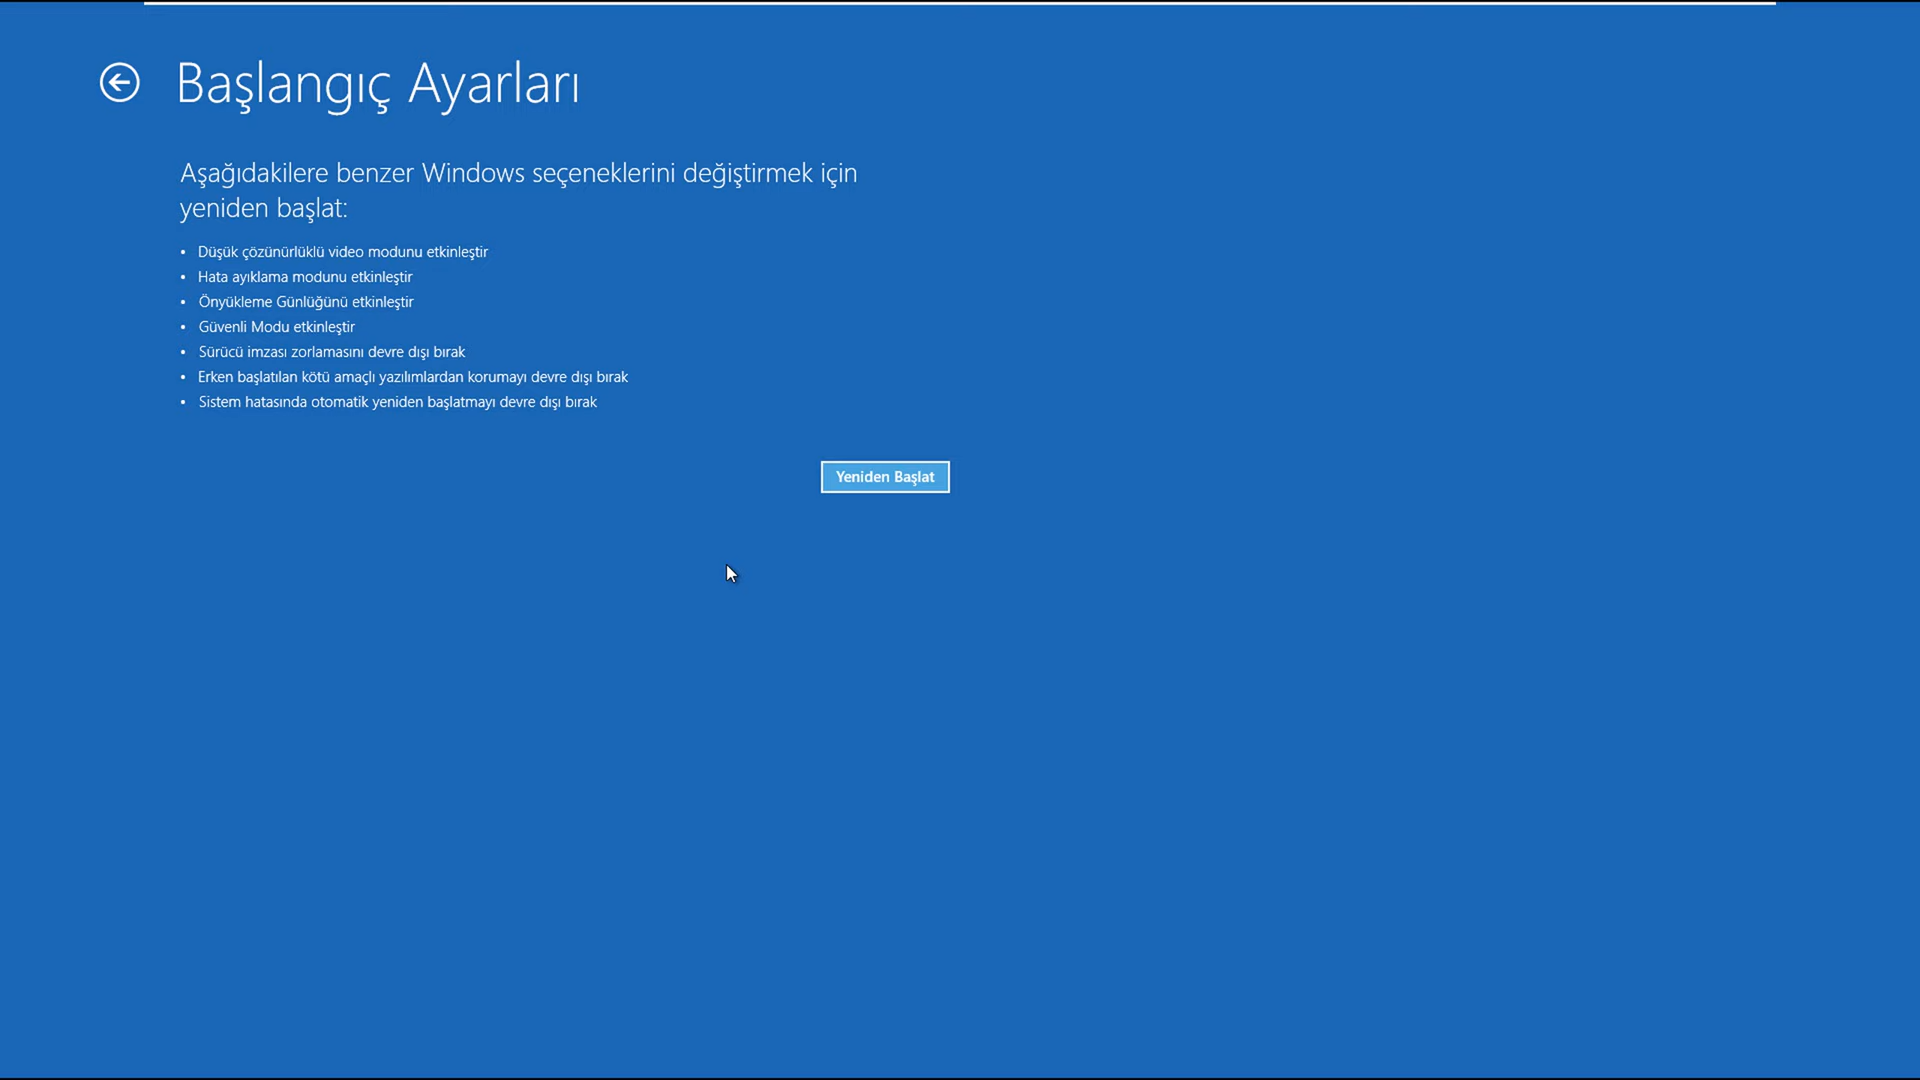 Başlangıç Ayarları
Aşağıdakilere benzer Windows seçeneklerini değiştirmek için
yeniden başlat:
• Düşük çözünürlüklü video modunu etkinleştir
• Hata ayıklama modunu etkinleştir
• Önyükleme Günlüğünü etkinleştir
• Güvenli Modu etkinleştir
• Sürücü imzası zorlamasını devre dışı bırak
• Erken başlatılan kötü amaçlı yazılımlardan korumayı devre dışı bırak
• Sistem hatasında otomatik yeniden başlatmayı devre dışı bırak
Yeniden Başlat